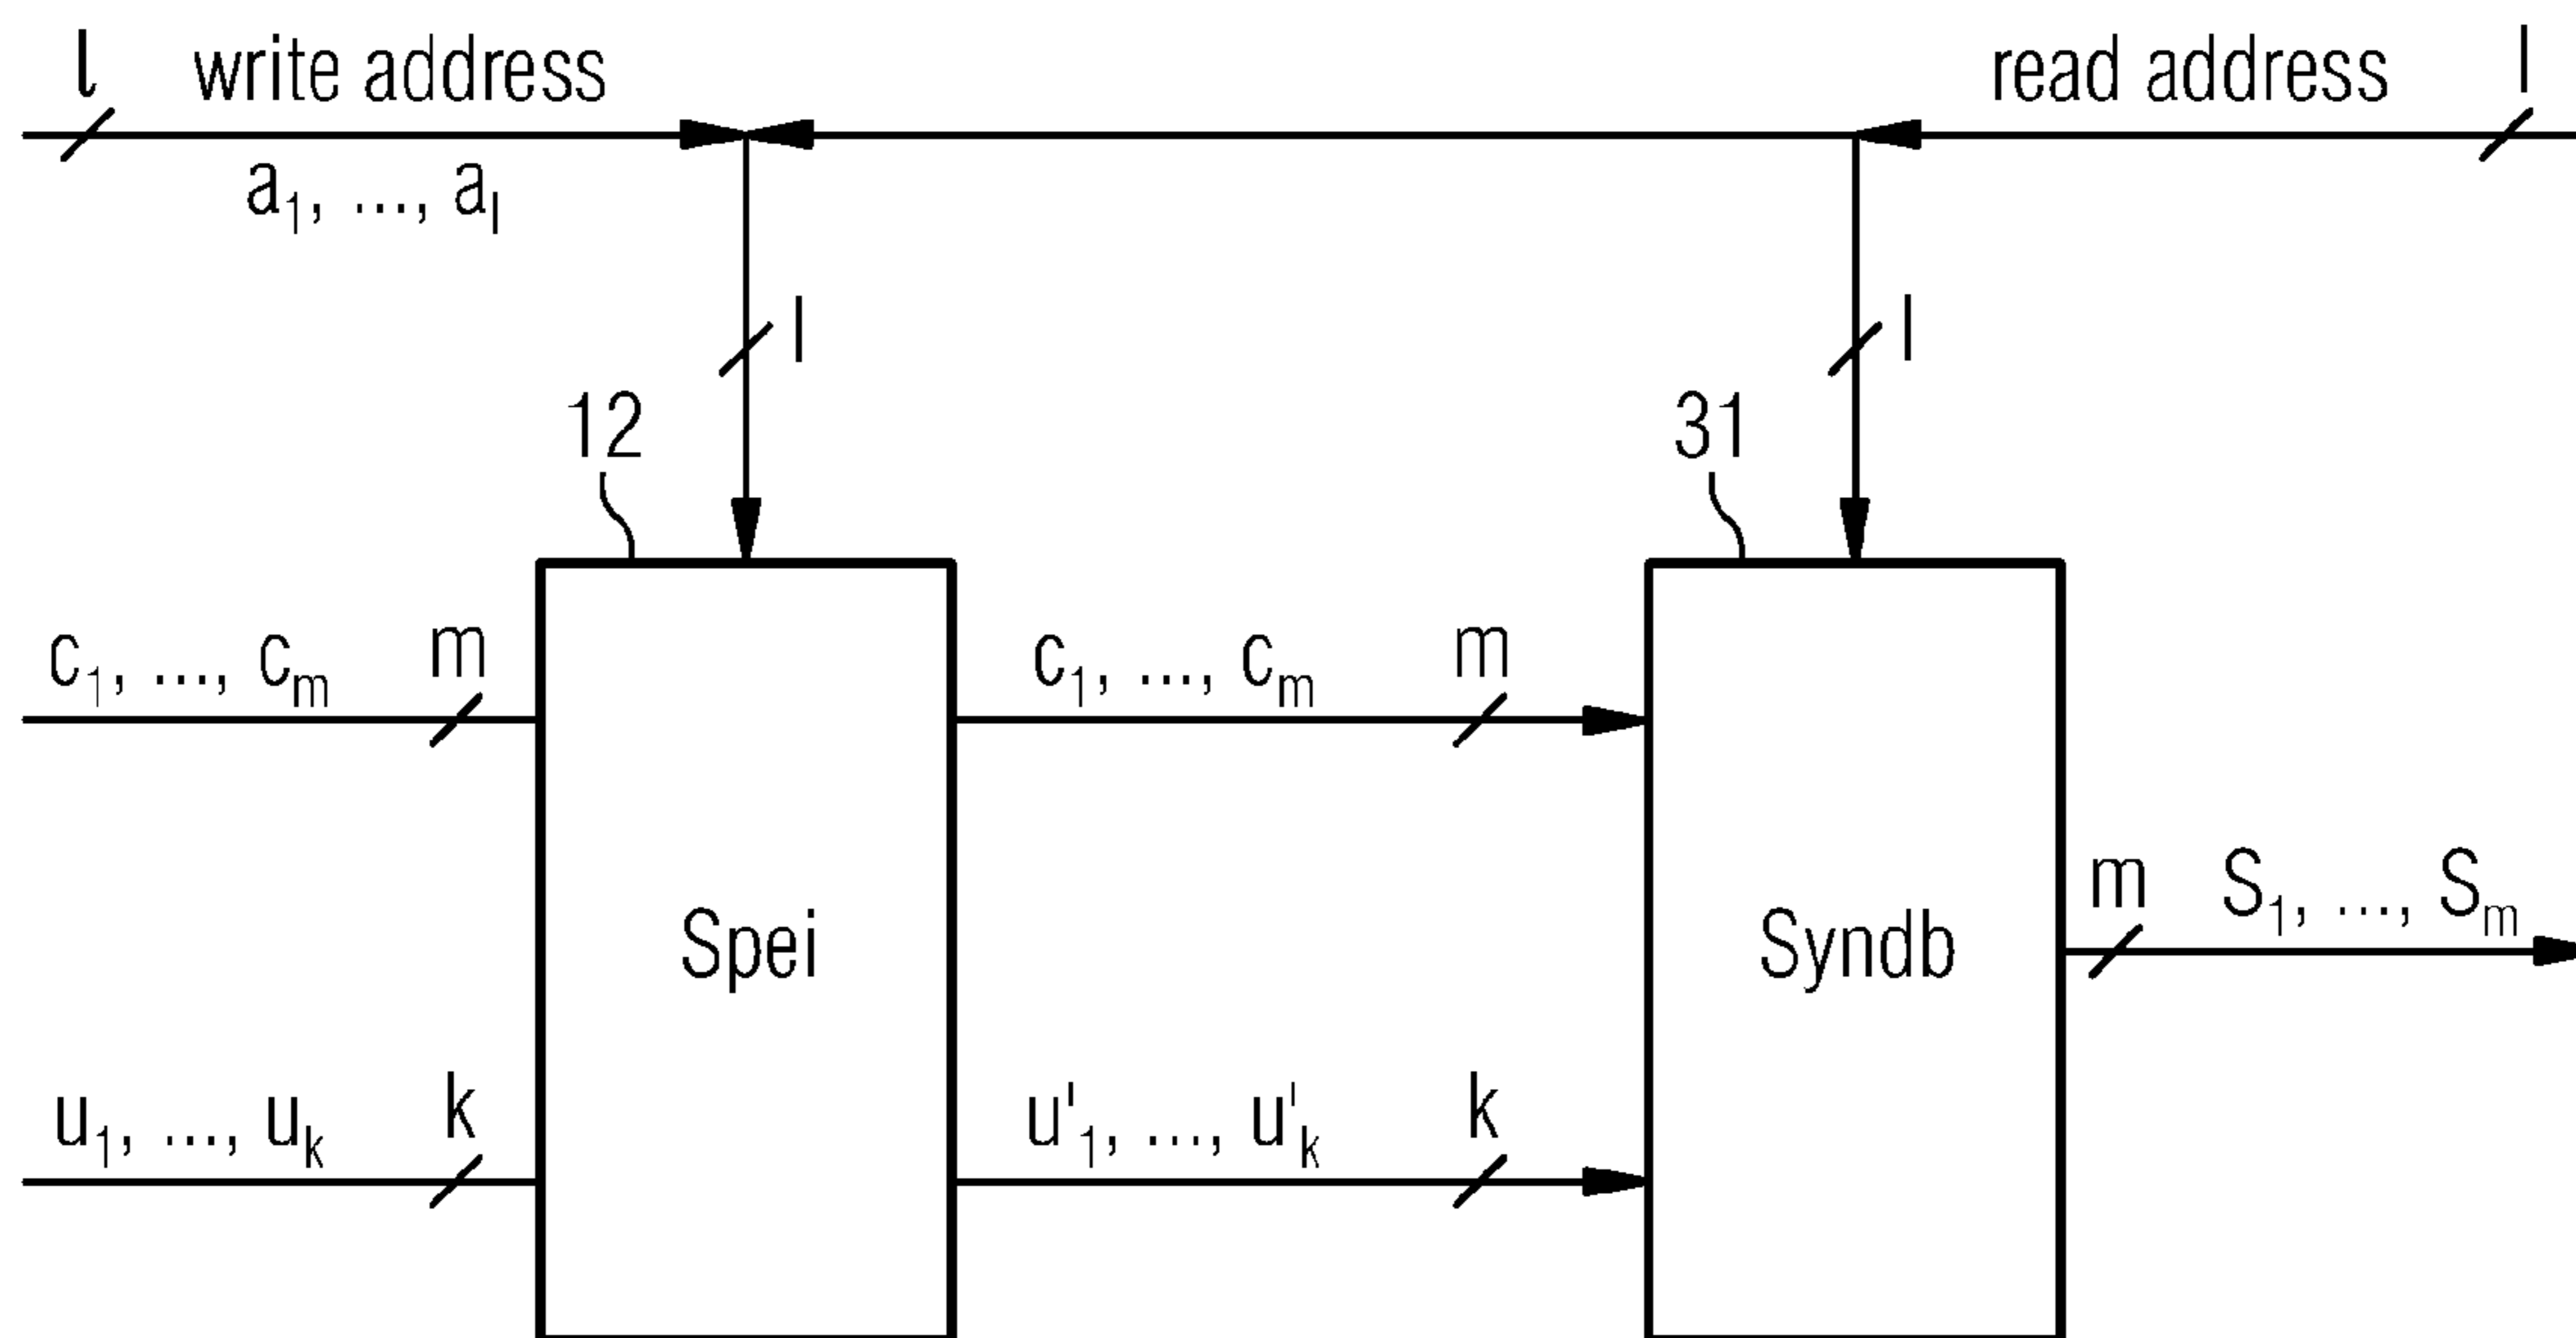 l write address read address l
a1, ..., al
l l
12 31
c1, ..., cm m c1, ..., cm m
Spei Syndb m S1, ..., Sm
u1, ..., uk k u'1, ..., u'k k